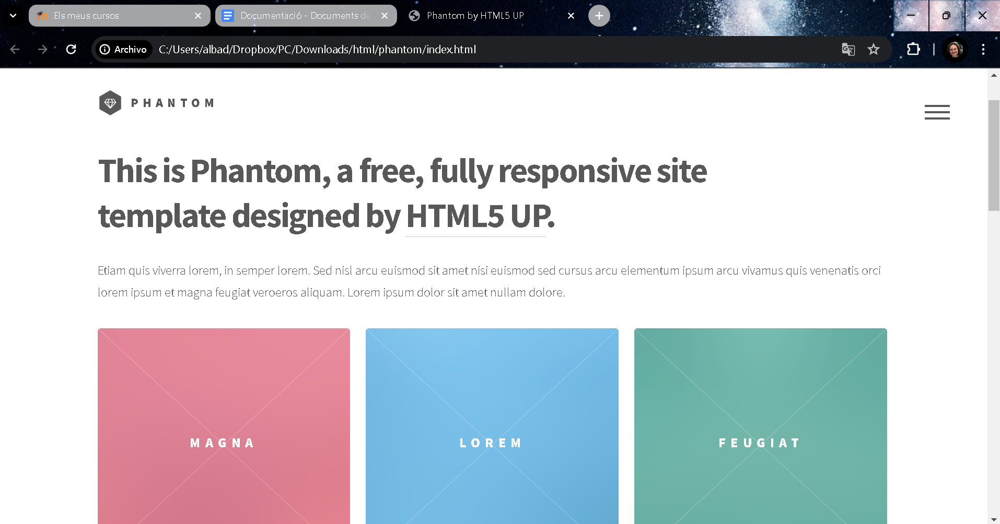 Els meus cursos
Documentació - Documents de
Phantom by HTML5 UP
Archivo
C:/Users/albad/Dropbox/PC/Downloads/html/phantom/index.html
PHANTOM
This is Phantom, a free, fully responsive site
template designed by HTML5 UP.
Etiam quis viverra lorem, in semper lorem. Sed nisl arcu euismod sit amet nisi euismod sed cursus arcu elementum ipsum arcu vivamus quis venenatis orci
lorem ipsum et magna feugiat veroeros aliquam. Lorem ipsum dolor sit amet nullam dolore.
MAGNA
LOREM
FEUGIAT